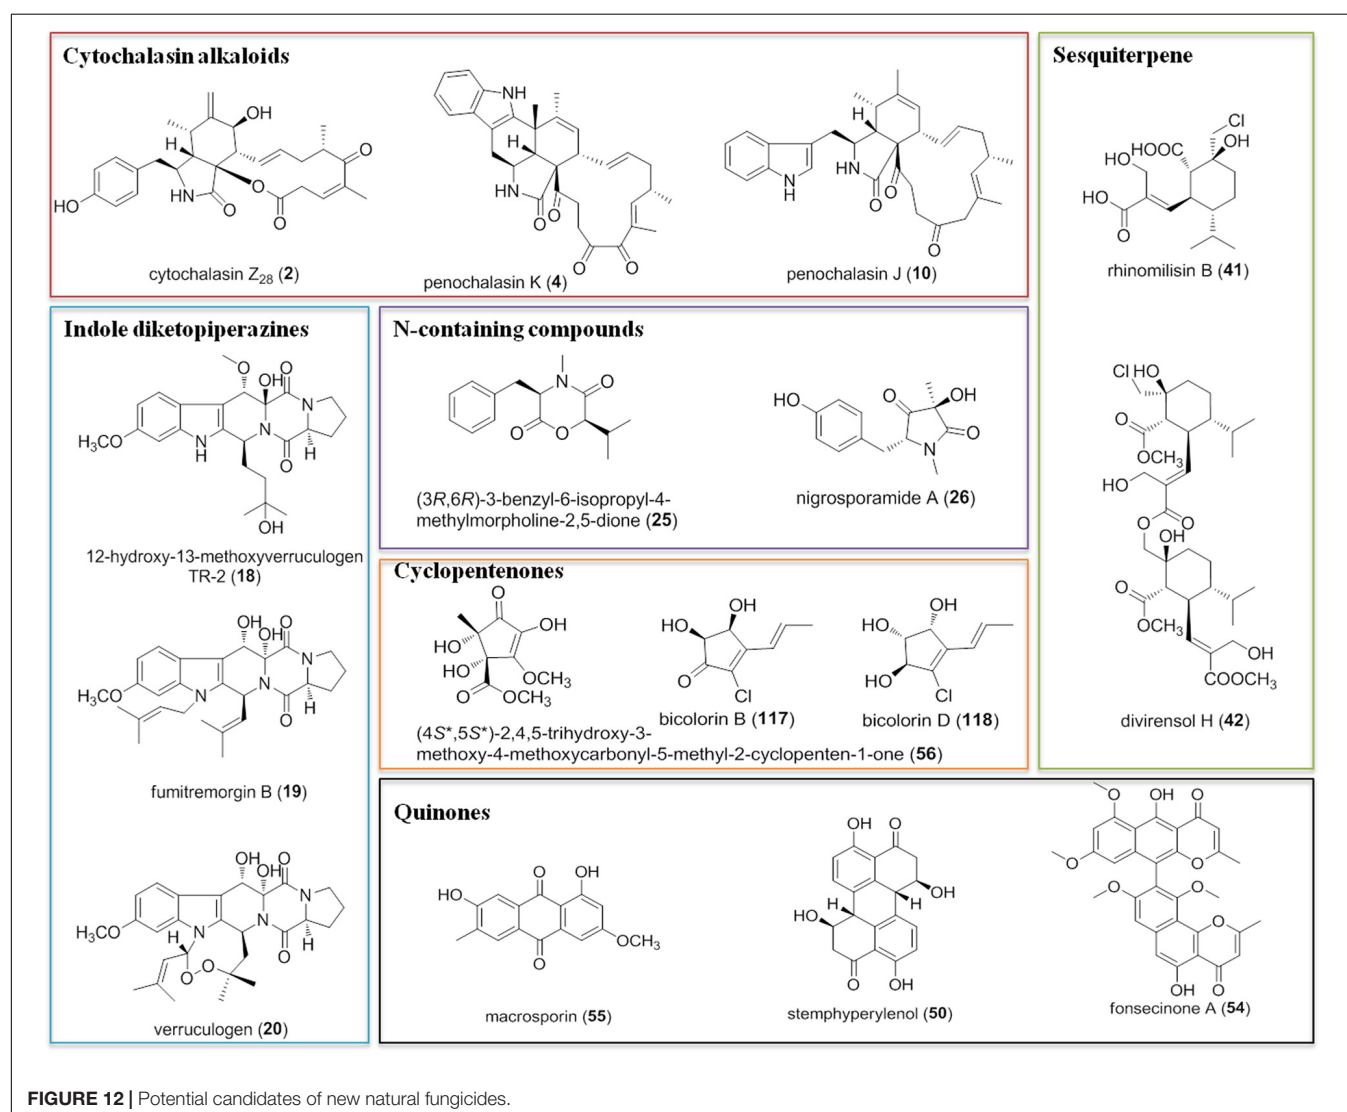 Cytochalasin alkaloids
OH
HO
NH
O
O
O
O
cytochalasin Z28 (2)
NH
H
HN
O
O
O
O
penochalasin K (4)
N
H
H
HN
O
O
O
penochalasin J (10)
Sesquiterpene
Cl
HOOC
OH
HO
HO
O
rhinomilisin B (41)
Cl
HO
O
OCH3
HO
O
O
OH
O
OCH3
OH
COOCH3
divirensol H (42)
Indole diketopiperazines
O
OH
O
N
N
H3CO
N
H
O
H
OH
12-hydroxy-13-methoxyverruculogen
TR-2 (18)
OH
OH
O
N
N
H3CO
N
O
H
fumitremorgin B (19)
OH
OH
O
N
N
H3CO
N
O
H
H
O
O
verruculogen (20)
N-containing compounds
N
O
O
O
(3R,6R)-3-benzyl-6-isopropyl-4-
methylmorpholine-2,5-dione (25)
HO
O
OH
O
N
nigrosporamide A (26)
Cyclopentenones
O
HO
OH
HO
OCH3
O
OCH3
(4S*,5S*)-2,4,5-trihydroxy-3-
methoxy-4-methoxycarbonyl-5-methyl-2-cyclopenten-1-one (56)
OH
HO
O
Cl
bicolorin B (117)
OH
HO
HO
Cl
bicolorin D (118)
Quinones
O
OH
HO
O
OCH3
macrosporin (55)
OH
O
OH
H
H
HO
O
OH
stemphyperylenol (50)
O
OH
O
O
O
O
O
O
OH
O
fonsecinone A (54)
FIGURE 12 | Potential candidates of new natural fungicides.